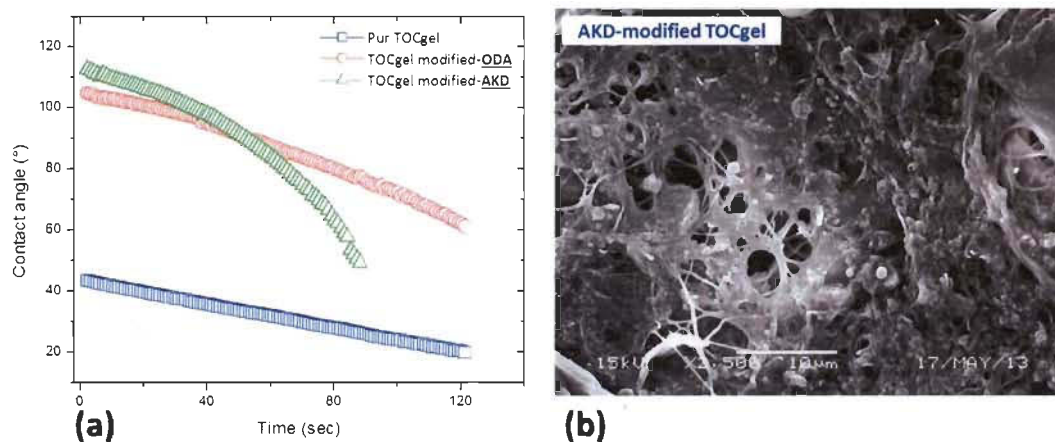 Pur TOCgel
TOCgel modified-ODA
TOCgel modified-AKD
120
100
80
60
40
20
Contact angle (°)
0
40
80
120
Time (sec)
(a)
AKD-modified TOCgel
15kV X3,500 10μm 17/MAY/13
(b)